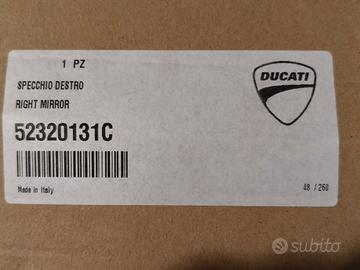 1 PZ
DUCATI
SPECCHIO DESTRO
RIGHT MIRROR
52320131C
Made in Italy
48 / 260
subito